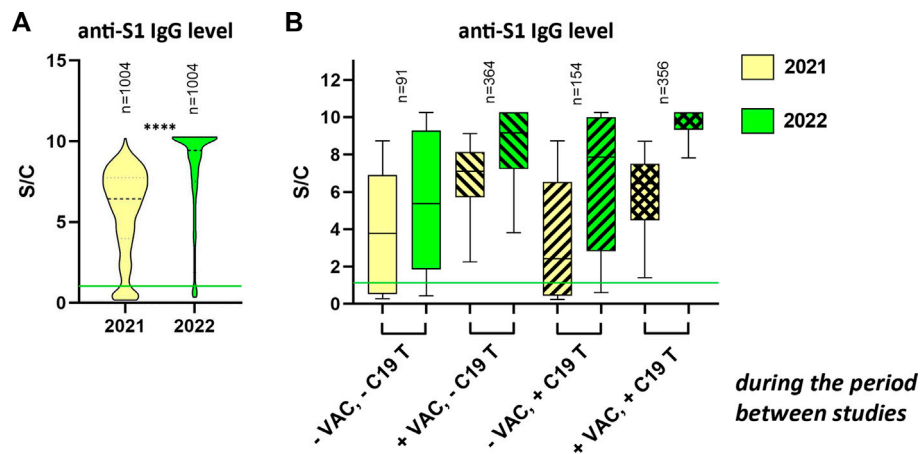 A
anti-S1 IgG level
n=1004
n=1004
****
15
10
5
0
S/C
2021
2022
B
anti-S1 IgG level
n=91
n=364
n=154
n=356
12
10
8
6
4
2
0
S/C
- VAC, - C19 T
+ VAC, - C19 T
- VAC, + C19 T
+ VAC, + C19 T
2021
2022
during the period
between studies